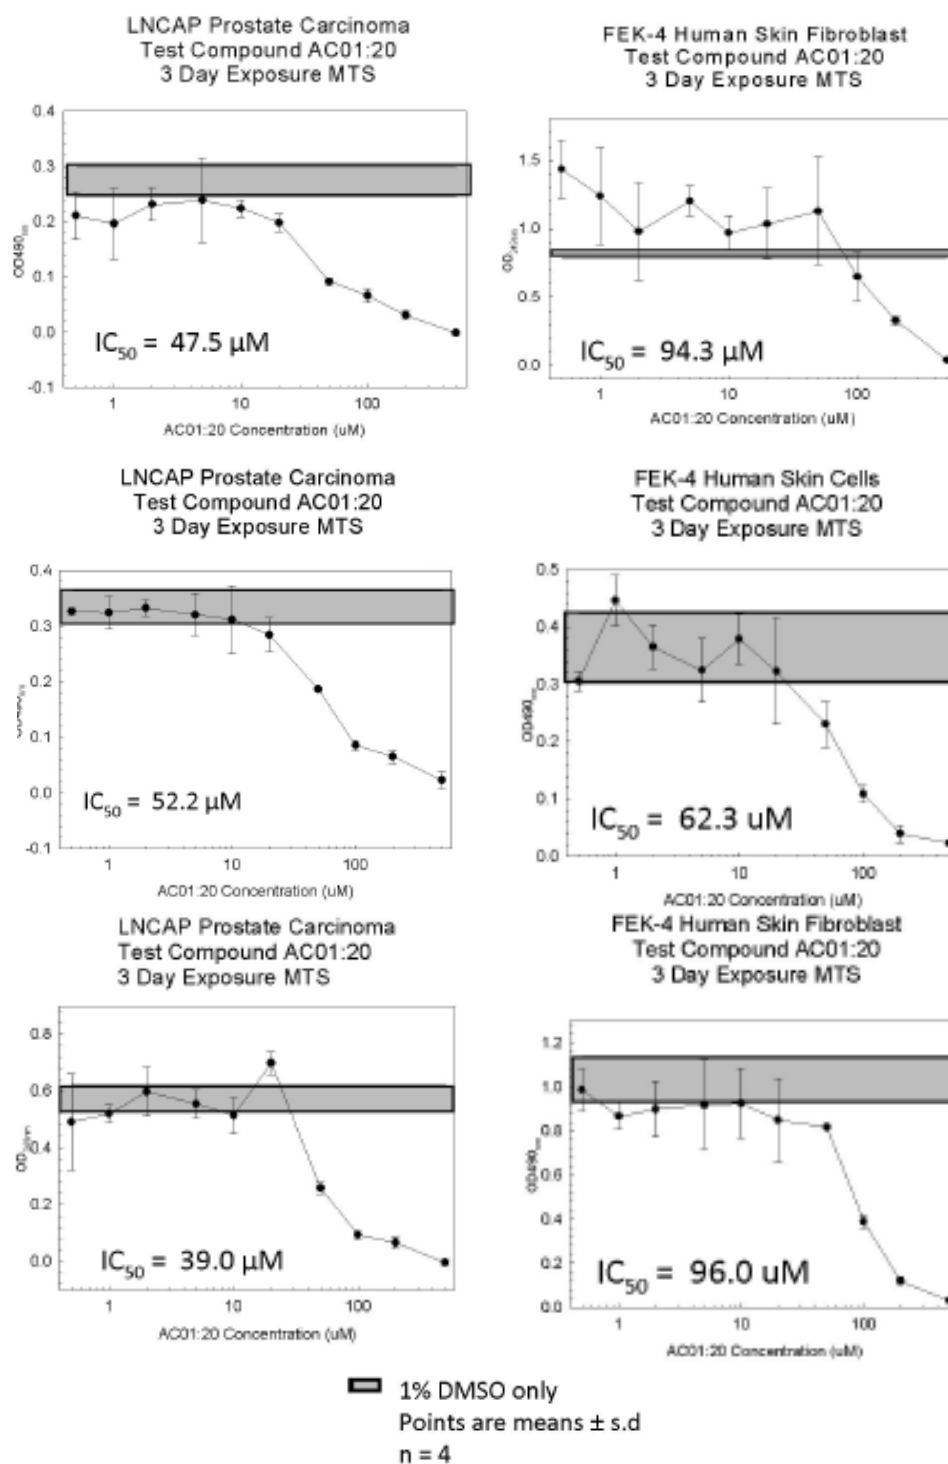 LNCAP Prostate Carcinoma
Test Compound AC01:20
3 Day Exposure MTS
0.4
0.3
0.2
0.1
0.0
-0.1
OD490nm
IC50 = 47.5 µM
1
10
100
AC01:20 Concentration (uM)
FEK-4 Human Skin Fibroblast
Test Compound AC01:20
3 Day Exposure MTS
1.5
1.0
0.5
0.0
IC50 = 94.3 µM
1
10
100
AC01:20 Concentration (uM)
LNCAP Prostate Carcinoma
Test Compound AC01:20
3 Day Exposure MTS
0.4
0.3
0.2
0.1
0.0
-0.1
IC50 = 52.2 µM
1
10
100
AC01:20 Concentration (uM)
FEK-4 Human Skin Cells
Test Compound AC01:20
3 Day Exposure MTS
0.5
0.4
0.3
0.2
0.1
0.0
OD490nm
IC50 = 62.3 uM
1
10
100
AC01:20 Concentration (uM)
LNCAP Prostate Carcinoma
Test Compound AC01:20
3 Day Exposure MTS
0.8
0.6
0.4
0.2
0.0
IC50 = 39.0 µM
1
10
100
AC01:20 Concentration (uM)
FEK-4 Human Skin Fibroblast
Test Compound AC01:20
3 Day Exposure MTS
1.2
1.0
0.8
0.6
0.4
0.2
0.0
OD490nm
IC50 = 96.0 uM
1
10
100
AC01:20 Concentration (uM)
1% DMSO only
Points are means ± s.d
n = 4